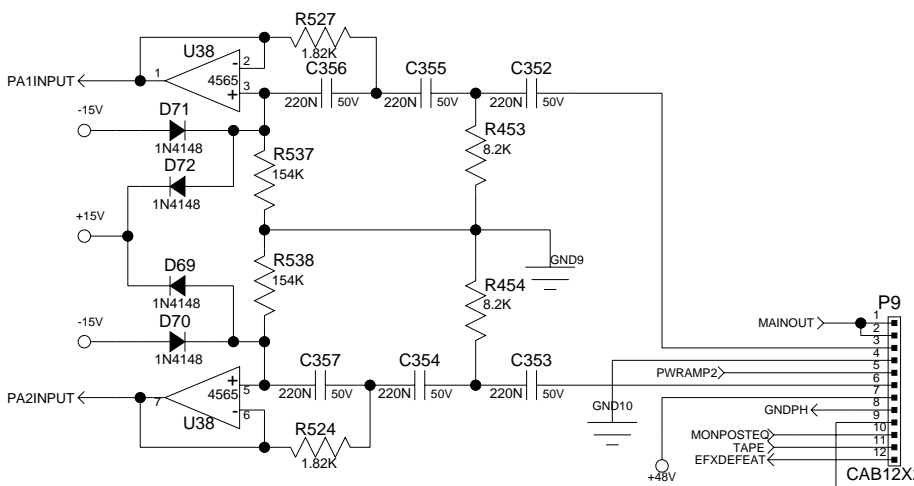 R527
1.82K
U38
4565
1
-
2
+
3
PA1INPUT
C356
220N
50V
C355
220N
50V
C352
220N
50V
-15V
D71
1N4148
D72
1N4148
R537
154K
R453
8.2K
+15V
GND9
D69
1N4148
R538
154K
R454
8.2K
-15V
D70
1N4148
C357
220N
50V
C354
220N
50V
C353
220N
50V
PA2INPUT
7
4565
+
5
-
6
U38
R524
1.82K
P9
MAINOUT
1
2
3
4
PWRAMP2
5
6
7
GND10
GNDPH
8
9
MONPOSTEQ
10
TAPE
11
EFXDEFEAT
12
+48V
CAB12X2